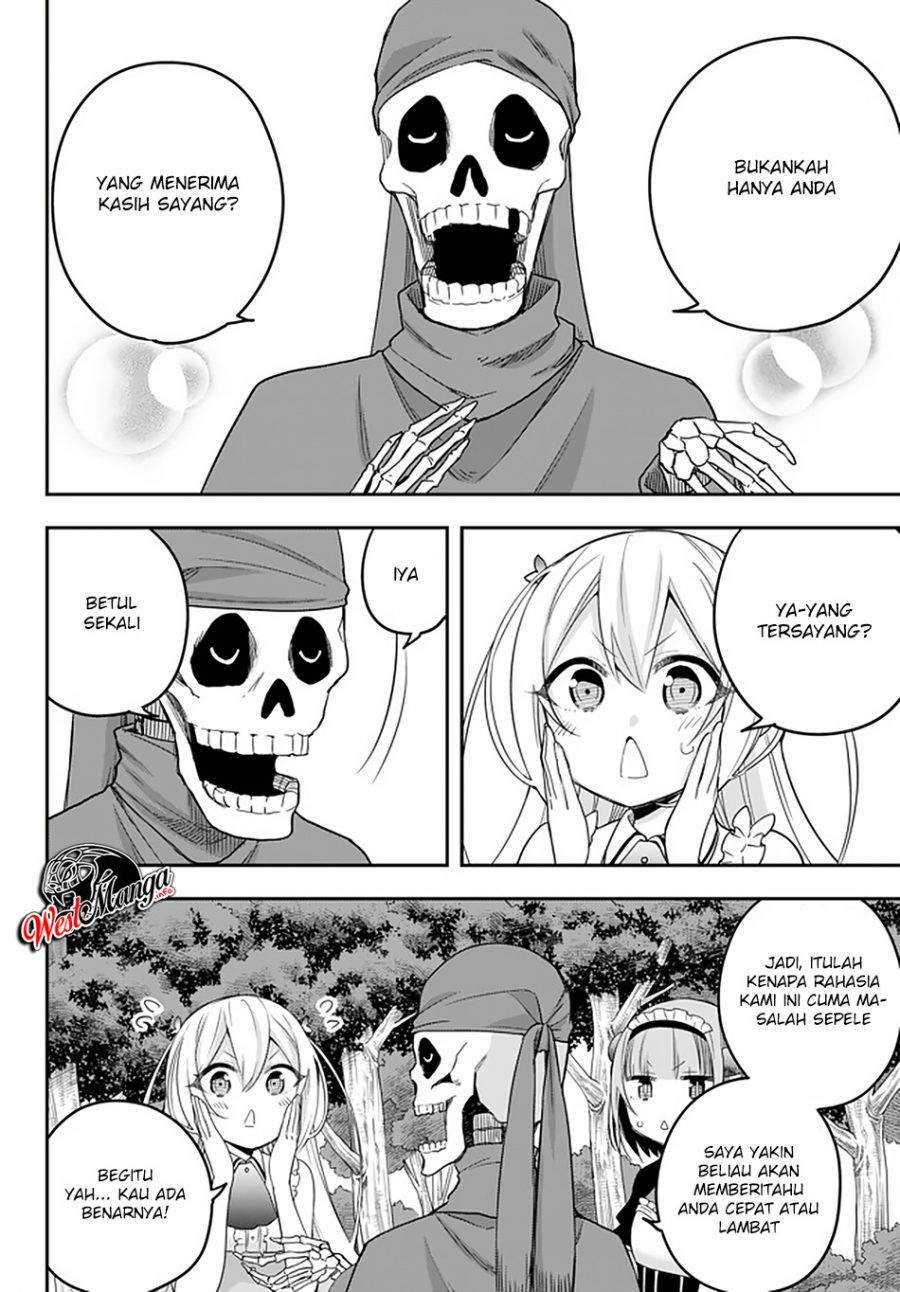 BUKANKAH
HANYA ANDA
YANG MENERIMA
KASIH SAYANG?
YA-YANG
TERSAYANG?
IYA
BETUL
SEKALI
JADI, ITULAH
KENAPA RAHASIA
KAMI INI CUMA MA-
SALAH SEPELE
SAYA YAKIN
BELIAU AKAN
MEMBERITAHU
ANDA CEPAT ATAU
LAMBAT
BEGITU
YAH... KAU ADA
BENARNYA!
WestManga
.info